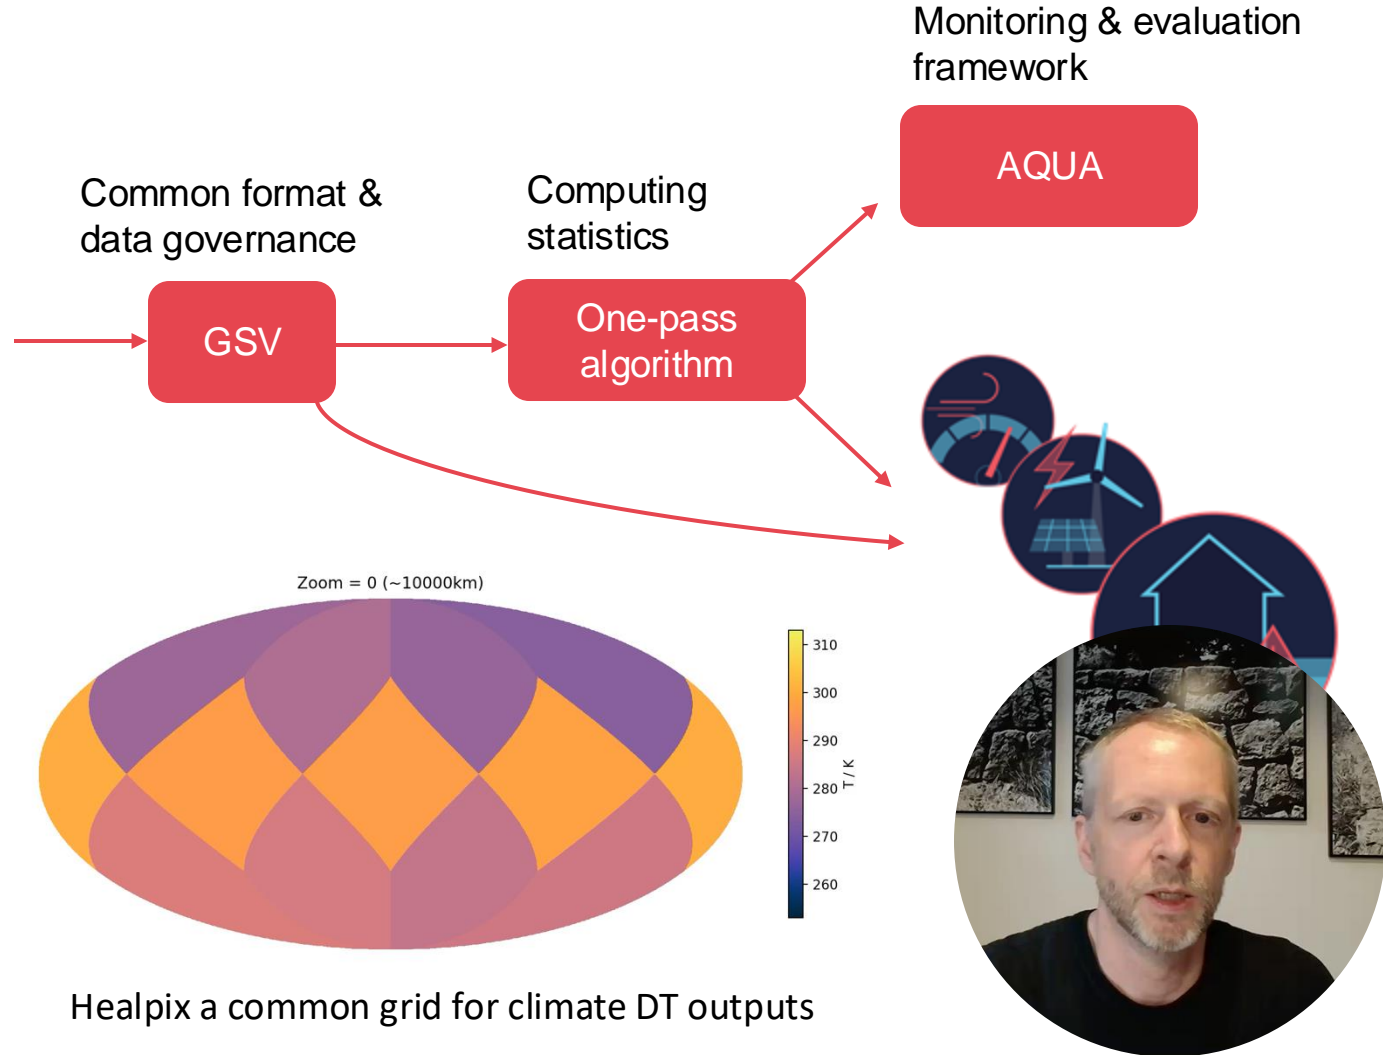 Monitoring & evaluation
framework
AQUA
Common format &
data governance
GSV
Computing
statistics
One-pass
algorithm
Zoom = 0 (~10000km)
310
300
290
280
270
260
T / K
Healpix a common grid for climate DT outputs